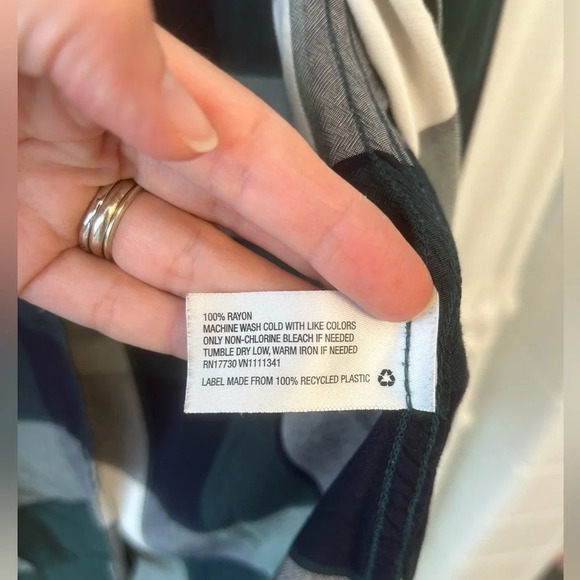 100% RAYON
MACHINE WASH COLD WITH LIKE COLORS
ONLY NON-CHLORINE BLEACH IF NEEDED
TUMBLE DRY LOW, WARM IRON IF NEEDED
RN17730 VN1111341
LABEL MADE FROM 100% RECYCLED PLASTIC